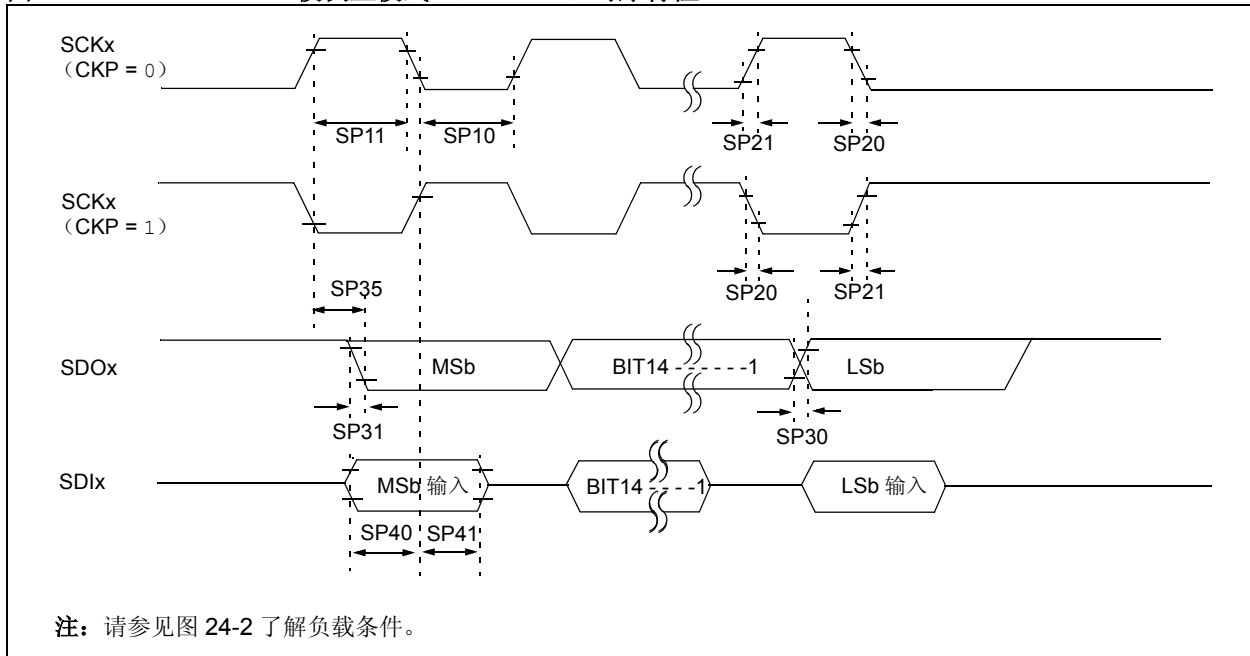 SCKx
（CKP = 0）
SP11
SP10
SP21
SP20
SCKx
（CKP = 1）
SP35
SP20
SP21
SDOx
MSb
BIT14 - - - - - -1
LSb
SP31
SP30
SDIx
MSb 输入
BIT14 - - - -1
LSb 输入
SP40
SP41
注：请参见图 24-2 了解负载条件。